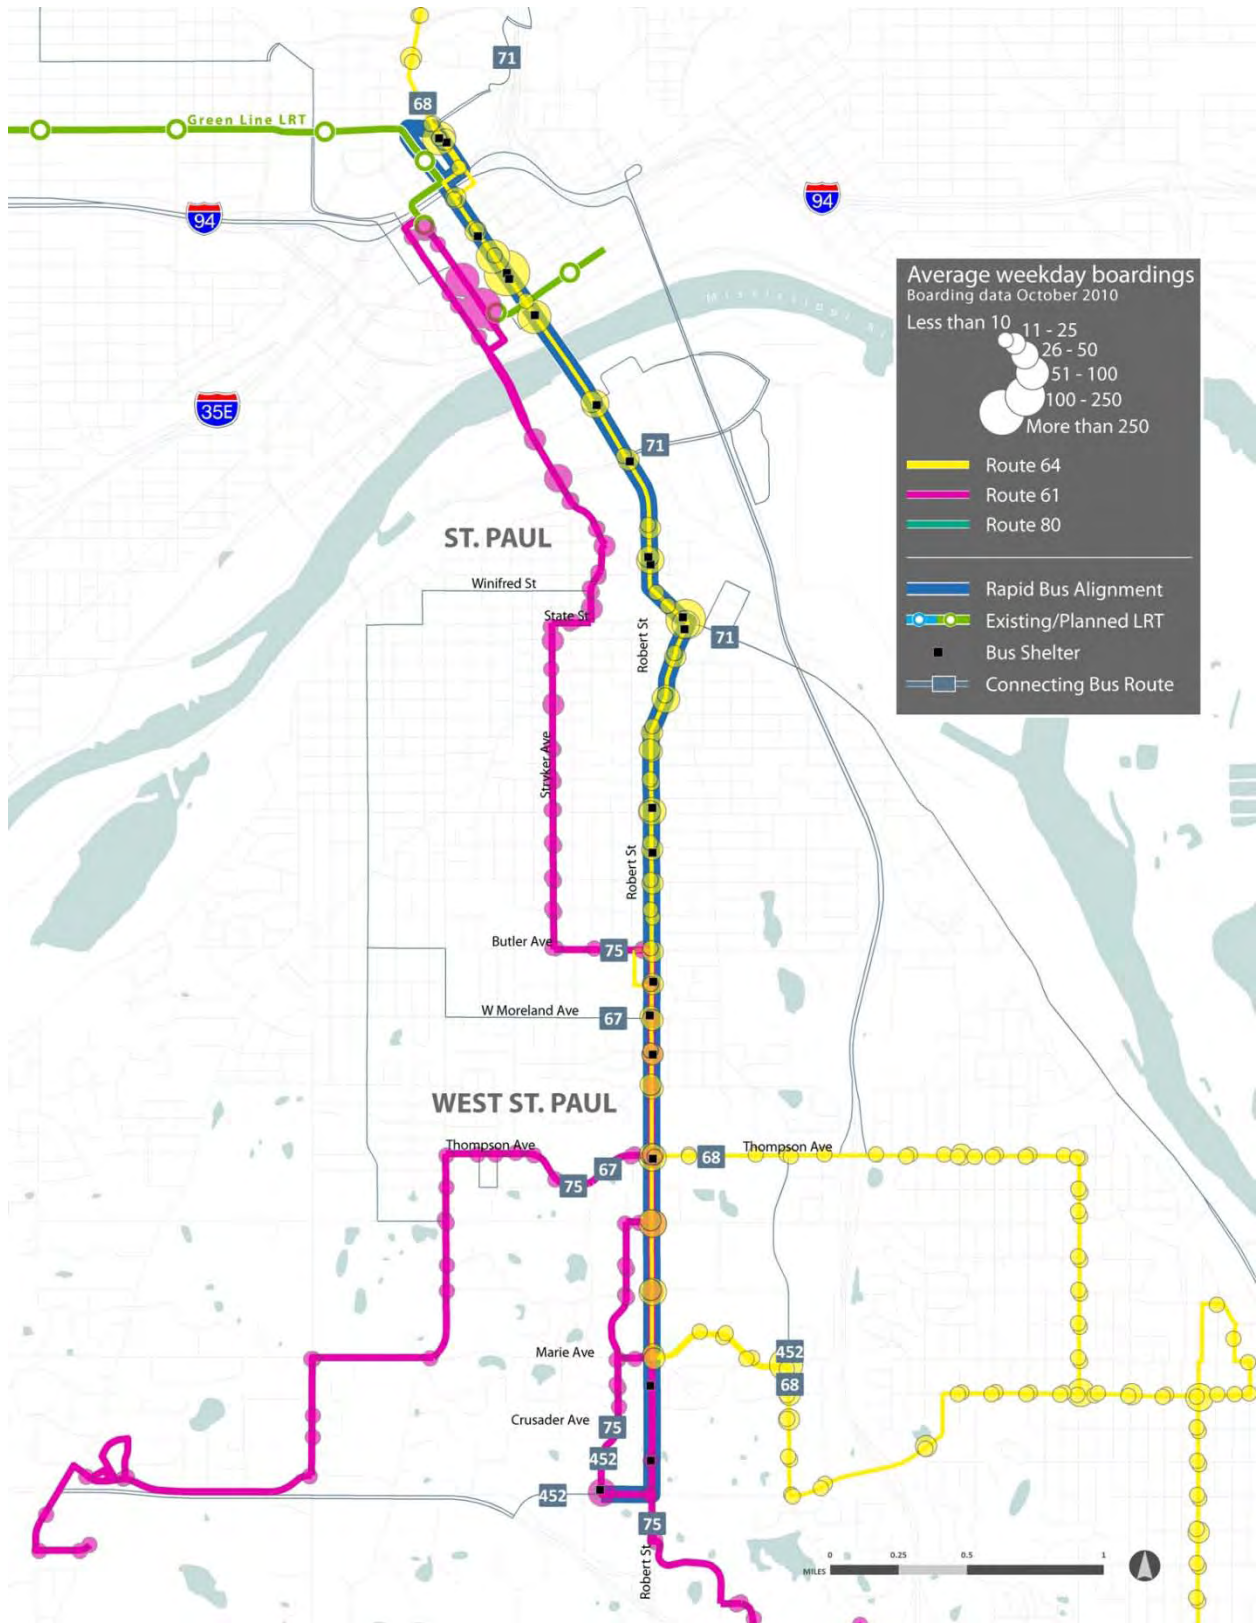 71
68
Green Line LRT
94
94
Mississippi
Average weekday boardings
Boarding data October 2010
Less than 10
11 - 25
26 - 50
51 - 100
100 - 250
More than 250
Route 64
Route 61
Route 80
Rapid Bus Alignment
Existing/Planned LRT
Bus Shelter
Connecting Bus Route
35E
71
ST. PAUL
Winifred St
State St
Robert St
71
Stryker Ave
Robert St
Butler Ave
75
W Moreland Ave
67
WEST ST. PAUL
Thompson Ave
67
75
68
Thompson Ave
Marie Ave
452
68
Crusader Ave
75
452
452
75
Robert St
0
0.25
0.5
1
MILES